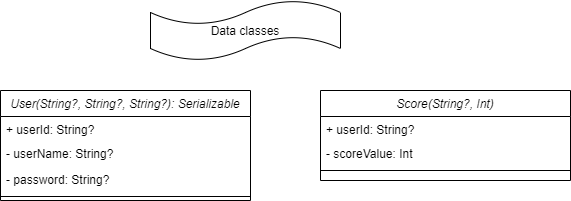 Data classes
User(String?, String?, String?): Serializable
+ userId: String?
- userName: String?
- password: String?
Score(String?, Int)
+ userId: String?
- scoreValue: Int